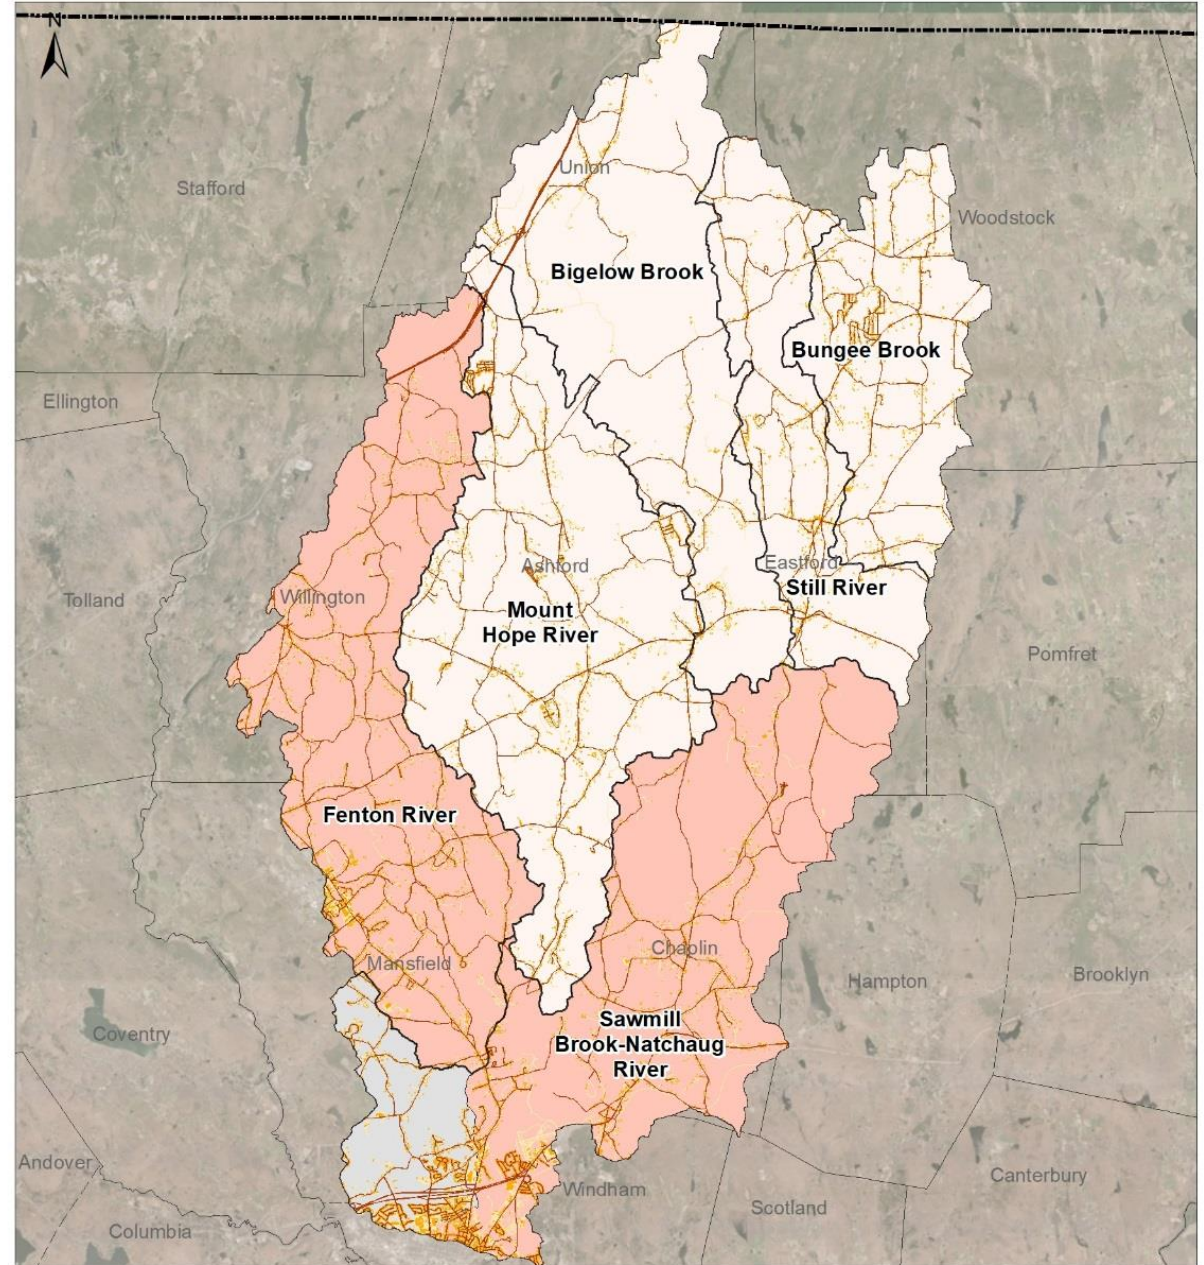 N
Union
Stafford
Woodstock
Bigelow Brook
Bungee Brook
Ellington
Ashford
Eastford
Still River
Tolland
Willington
Mount
Hope River
Pomfret
Fenton River
Chaplin
Mansfield
Hampton
Brooklyn
Sawmill
Brook-Natchaug
River
Coventry
Andover
Windham
Canterbury
Scotland
Columbia